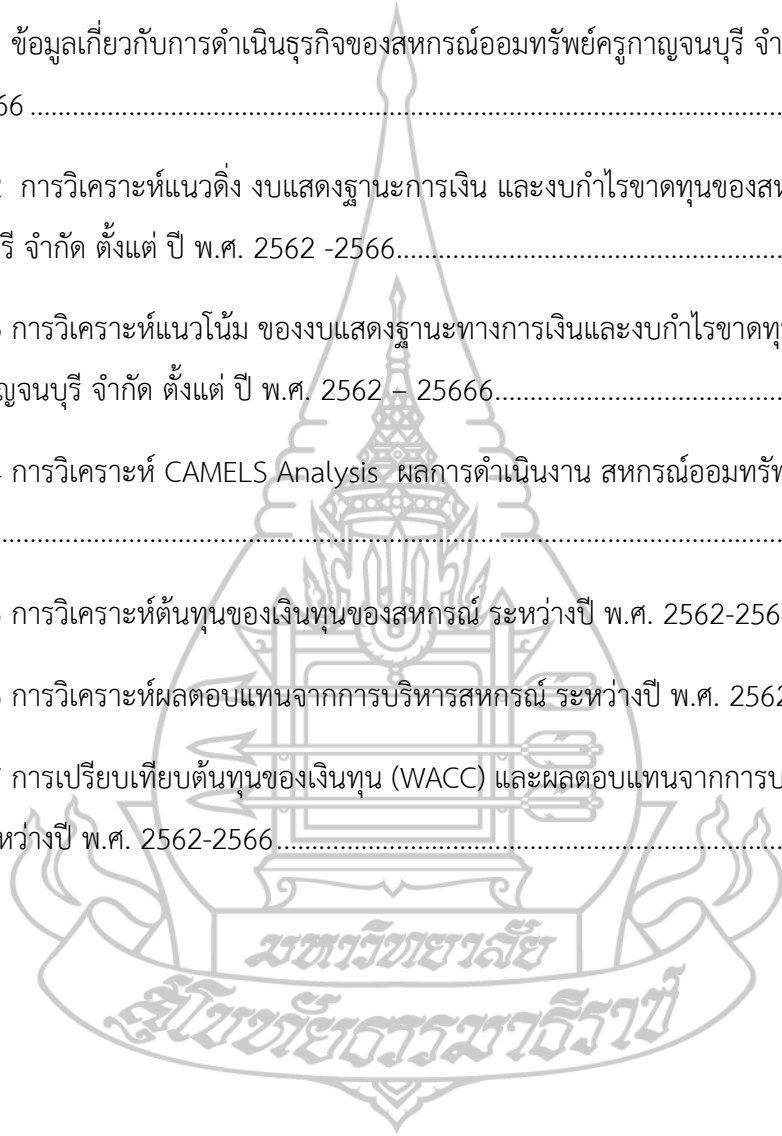 ข้อมูลเกี่ยวกับการดำเนินธุรกิจของสหกรณ์ออมทรัพย์ครูกาญจนบุรี จำ
66 ................................................................................
การวิเคราะห์แนวดิ่ง งบแสดงฐานะการเงิน และงบกำไรขาดทุนของสห
รี จำกัด ตั้งแต่ ปี พ.ศ. 2562 -2566................................................................
การวิเคราะห์แนวโน้ม ของงบแสดงฐานะทางการเงินและงบกำไรขาดทุ
ญจนบุรี จำกัด ตั้งแต่ ปี พ.ศ. 2562 – 25666................................................
การวิเคราะห์ CAMELS Analysis ผลการดำเนินงาน สหกรณ์ออมทรัพ
................................................................................
การวิเคราะห์ต้นทุนของเงินทุนของสหกรณ์ ระหว่างปี พ.ศ. 2562-256
การวิเคราะห์ผลตอบแทนจากการบริหารสหกรณ์ ระหว่างปี พ.ศ. 2562
การเปรียบเทียบต้นทุนของเงินทุน (WACC) และผลตอบแทนจากการบ
หว่างปี พ.ศ. 2562-2566................................................................
มหาวิทยาลัย
สุโขทัยธรรมาธิราช